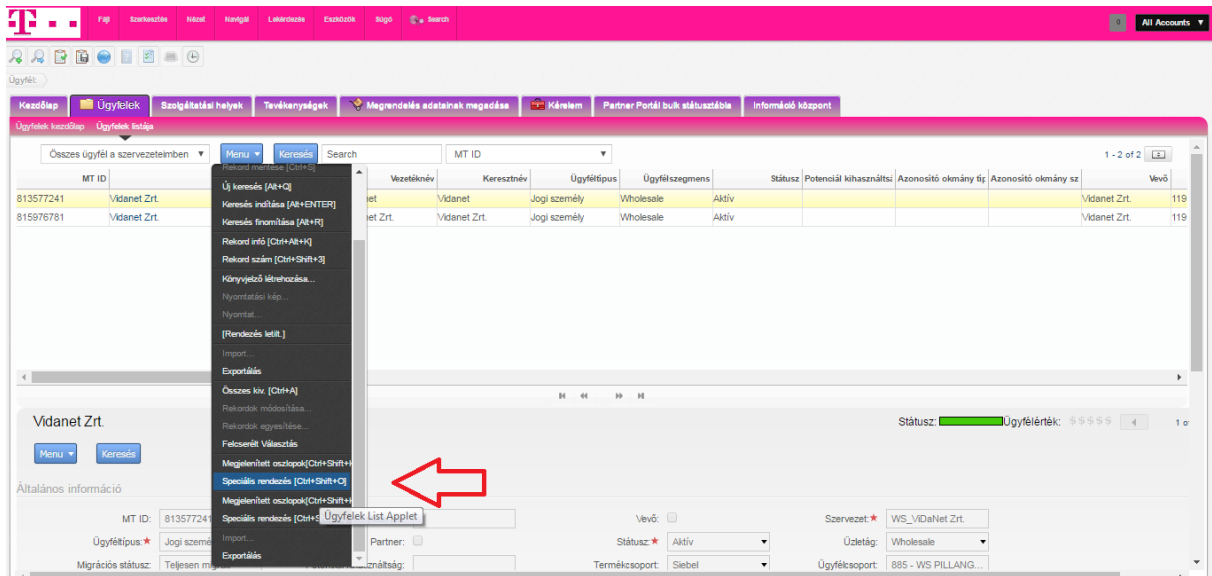 T
Fájl Szerkesztés Nézet Navigál Lekérdezés Eszközök Súgó Search
0 All Accounts
Ügyfél:
Kezdőlap Ügyfelek Szolgáltatási helyek Tevékenységek Megrendelés adatainak megadása Kérelem Partner Portál bulk státusztábla Információ központ
Ügyfelek kezdőlap Ügyfelek listája
Összes ügyfél a szervezeteimben Menu Keresés Search MT ID 1 - 2 of 2
MT ID Vezetéknév Keresztnév Ügyféltípus Ügyfélszegmens Státusz Potenciál kihasználtsá Azonosító okmány típ Azonosító okmány sz Vevő
813577241 Vidanet Zrt. et Vidanet Jogi személy Wholesale Aktív Vidanet Zrt. 119
815976781 Vidanet Zrt. et Zrt. Vidanet Zrt. Jogi személy Wholesale Aktív Vidanet Zrt. 119
Rekord mentése [Ctrl+S]
Új keresés [Alt+Q]
Keresés indítása [Alt+ENTER]
Keresés finomítása [Alt+R]
Rekord infó [Ctrl+Alt+K]
Rekord szám [Ctrl+Shift+3]
Könyvjelző létrehozása...
Nyomtatási kép...
Nyomtat...
[Rendezés letilt.]
Import...
Exportálás
Összes kiv. [Ctrl+A]
Rekordok módosítása...
Rekordok egyesítése...
Felcserélt Választás
Megjelenített oszlopok[Ctrl+Shift+K
Speciális rendezés [Ctrl+Shift+O]
Megjelenített oszlopok[Ctrl+Shift+K
Speciális rendezés [Ctrl+S
Import...
Exportálás
Ügyfelek List Applet
Vidanet Zrt. Státusz: Ügyfélérték: $$$$$ 1 o
Menu Keresés
Általános információ
MT ID: 813577241 Vevő: Szervezet:* WS_ViDaNet Zrt.
Ügyféltípus:* Jogi szemé Partner: Státusz:* Aktív Üzletág: Wholesale
Migrációs státusz: Teljesen mig ználtság: Termékcsoport: Siebel Ügyfélcsoport: 885 - WS PILLANG...